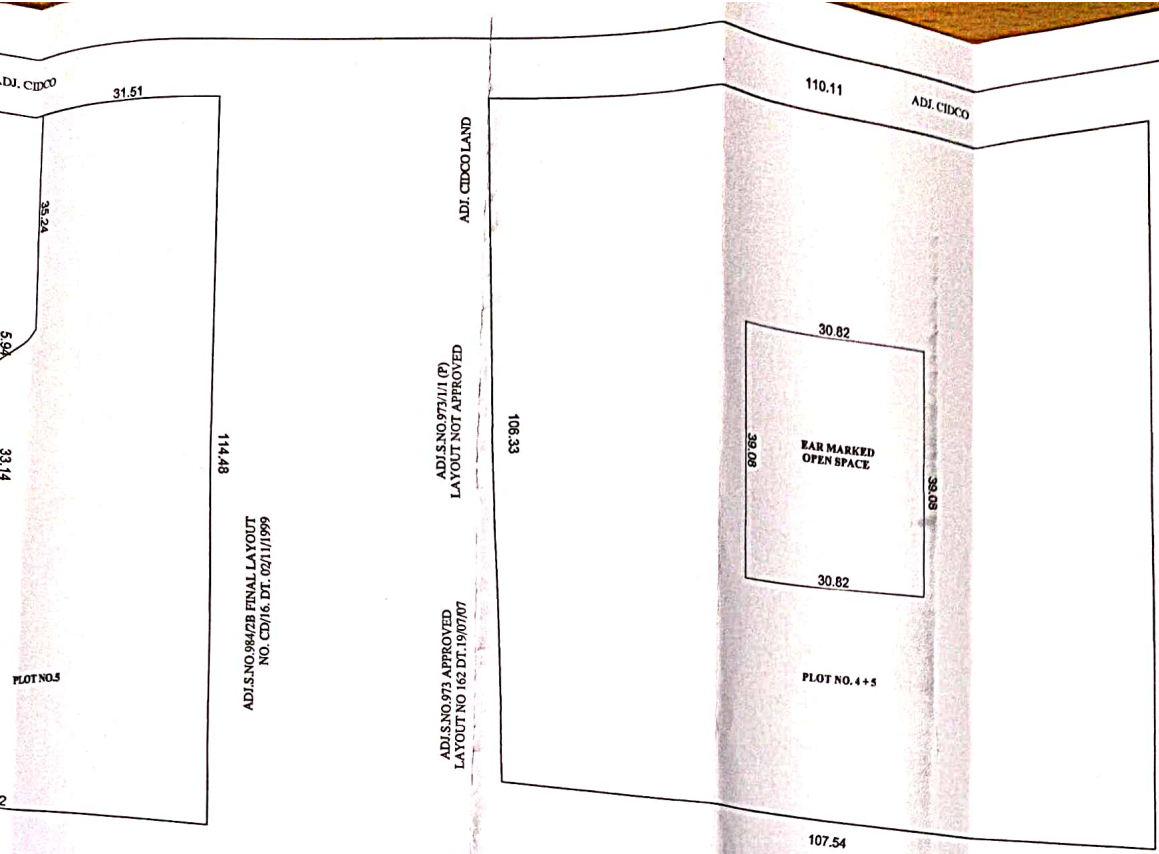 ADJ. CIDCO
31.51
35.24
5.94
33.14
114.48
PLOT NO.5
ADJ.S.NO.984/2B FINAL LAYOUT
NO. CD/16. DT. 02/11/1999
ADJ. CIDCO LAND
ADJ.S.NO.973/1/1 (P)
LAYOUT NOT APPROVED
ADJ.S.NO.973 APPROVED
LAYOUT NO 162 DT.19/07/07
106.33
110.11
ADJ. CIDCO
30.82
39.08
EAR MARKED
OPEN SPACE
39.08
30.82
PLOT NO. 4+5
107.54